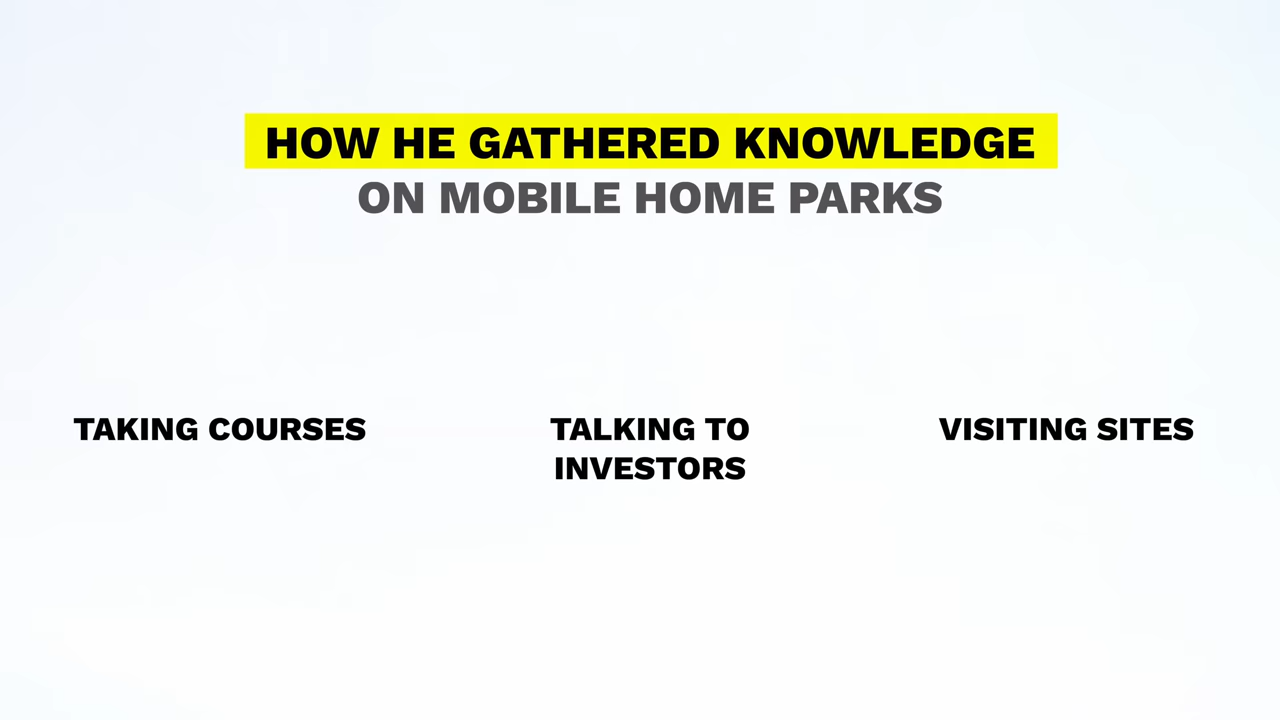 HOW HE GATHERED KNOWLEDGE
ON MOBILE HOME PARKS
TAKING COURSES
TALKING TO
INVESTORS
VISITING SITES